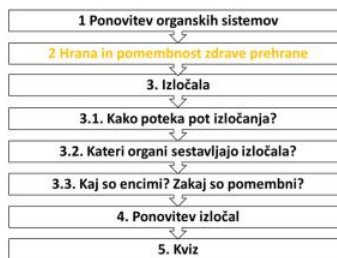 1 Ponovitev organskih sistemov
2 Hrana in pomembnost zdrave prehrane
3. Izločala
3.1. Kako poteka pot izločanja?
3.2. Kateri organi sestavljajo izločala?
3.3. Kaj so encimi? Zakaj so pomembni?
4. Ponovitev izločal
5. Kviz